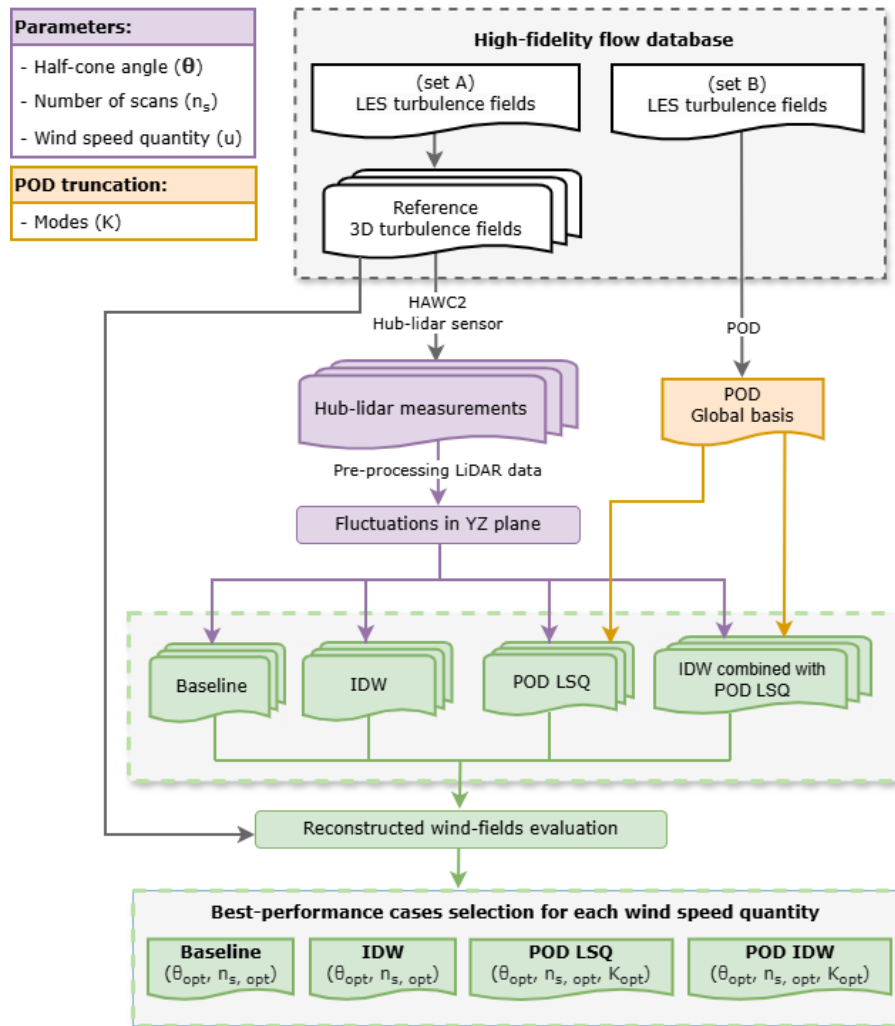 Parameters:
- Half-cone angle (θ)
- Number of scans (nₛ)
- Wind speed quantity (u)
POD truncation:
- Modes (K)
High-fidelity flow database
(set A)
LES turbulence fields
(set B)
LES turbulence fields
Reference
3D turbulence fields
HAWC2
Hub-lidar sensor
POD
Hub-lidar measurements
POD
Global basis
Pre-processing LiDAR data
Fluctuations in YZ plane
Baseline
IDW
POD LSQ
IDW combined with
POD LSQ
Reconstructed wind-fields evaluation
Best-performance cases selection for each wind speed quantity
Baseline
(θopt, ns, opt)
IDW
(θopt, ns, opt)
POD LSQ
(θopt, ns, opt, Kopt)
POD IDW
(θopt, ns, opt, Kopt)